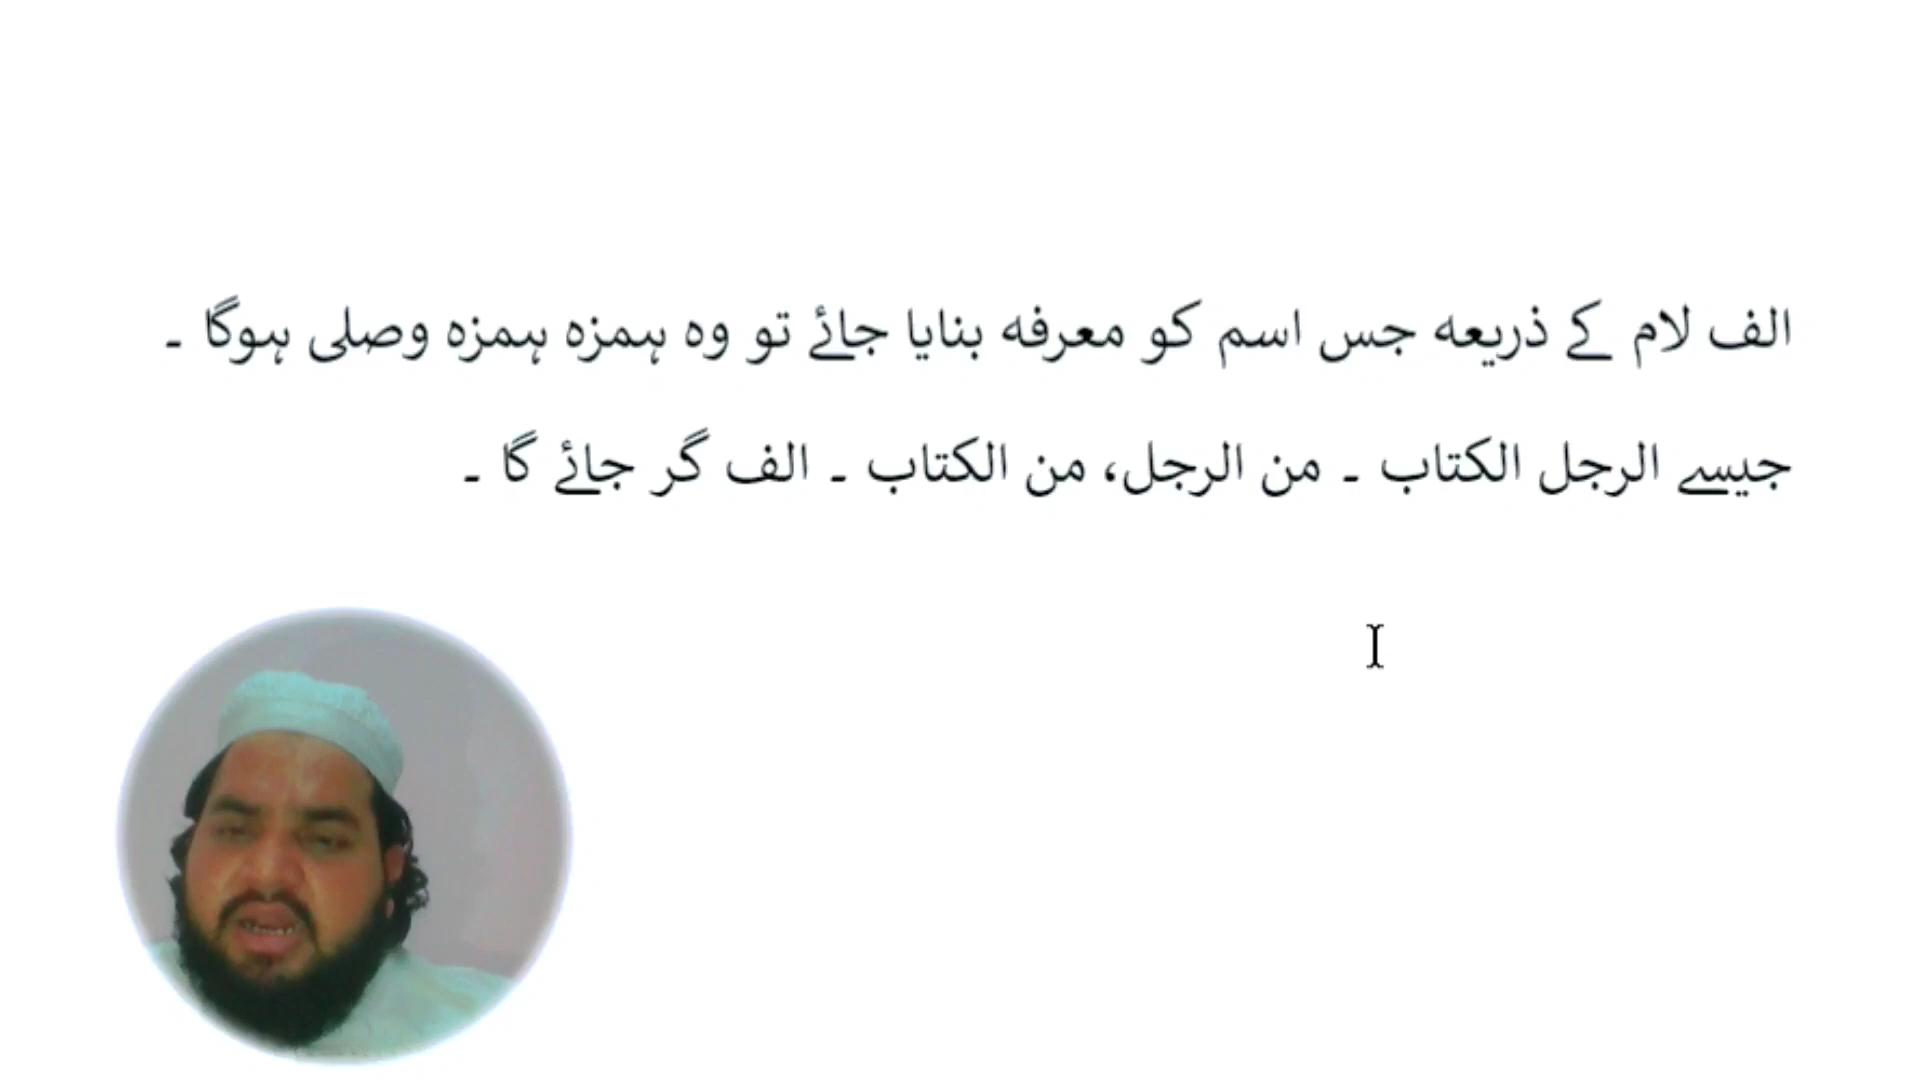 الف لام کے ذریعہ جس اسم کو معرفہ بنایا جائے تو وہ ہمزہ ہمزہ وصلی ہوگا ۔
جیسے الرجل الکتاب ۔ من الرجل، من الکتاب ۔ الف گر جائے گا ۔